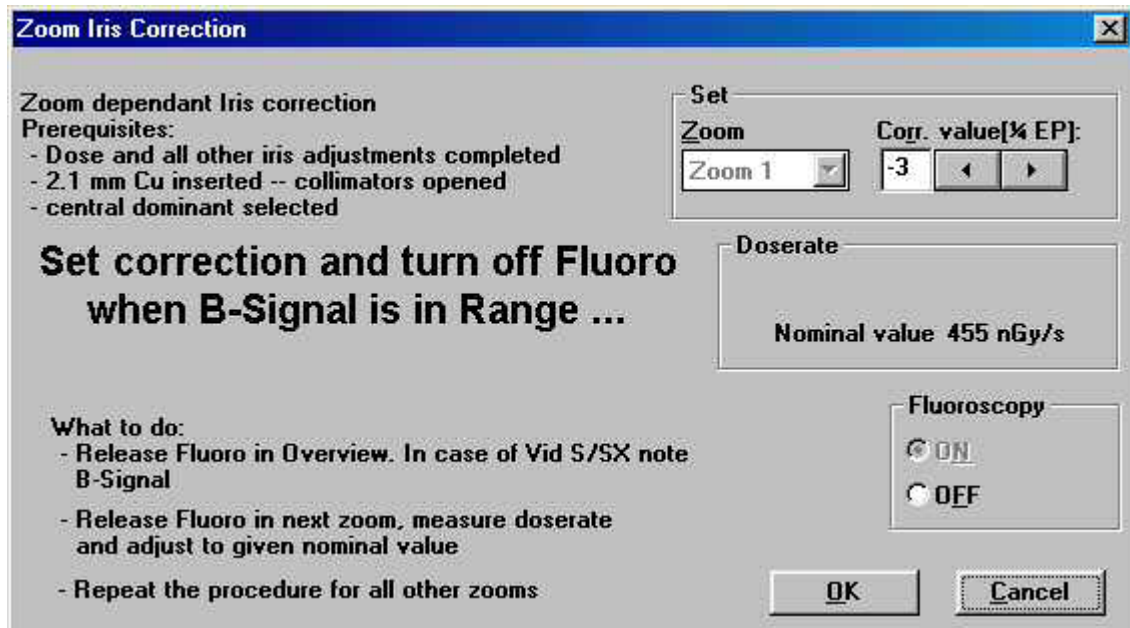 Zoom Iris Correction
Zoom dependant Iris correction
Prerequisites:
- Dose and all other iris adjustments completed
- 2.1 mm Cu inserted -- collimators opened
- central dominant selected
Set
Zoom
Corr. value[¼ EP]:
Zoom 1
-3
Set correction and turn off Fluoro
when B-Signal is in Range ...
Doserate
Nominal value 455 nGy/s
What to do:
- Release Fluoro in Overview. In case of Vid S/SX note
B-Signal
- Release Fluoro in next zoom, measure doserate
and adjust to given nominal value
- Repeat the procedure for all other zooms
Fluoroscopy
ON
OFF
OK
Cancel